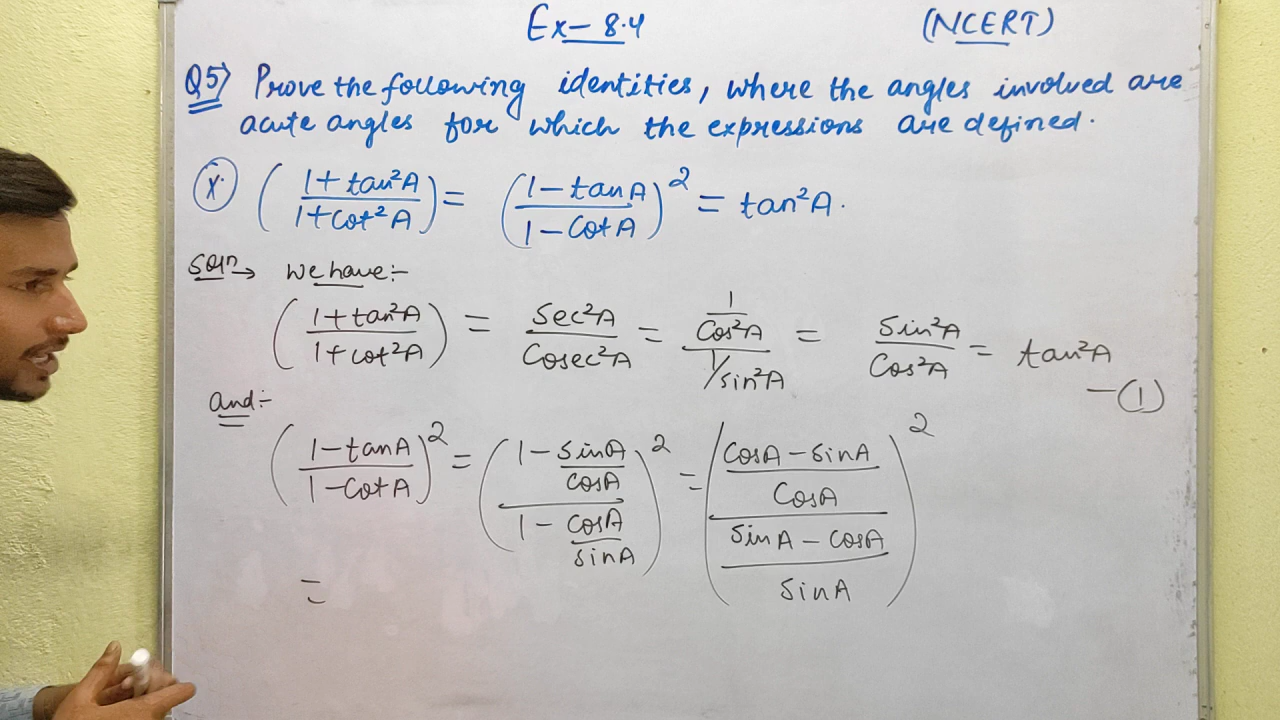 Ex- 8.4 (NCERT)
Q5> Prove the following identities, where the angles involved are
acute angles for which the expressions are defined.
(X.) ((1+tan²A)/(1+cot²A)) = ((1-tanA)/(1-cotA))² = tan²A.
Soln→ We have:-
((1+tan²A)/(1+cot²A)) = Sec²A/Cosec²A = (1/Cos²A)/(1/sin²A) = Sin²A/Cos²A = tan²A —(1)
And:-
((1-tanA)/(1-cotA))² = ((1-sinA/cosA)/(1-cosA/sinA))² = (((cosA-sinA)/cosA)/((sinA-cosA)/sinA))²
=